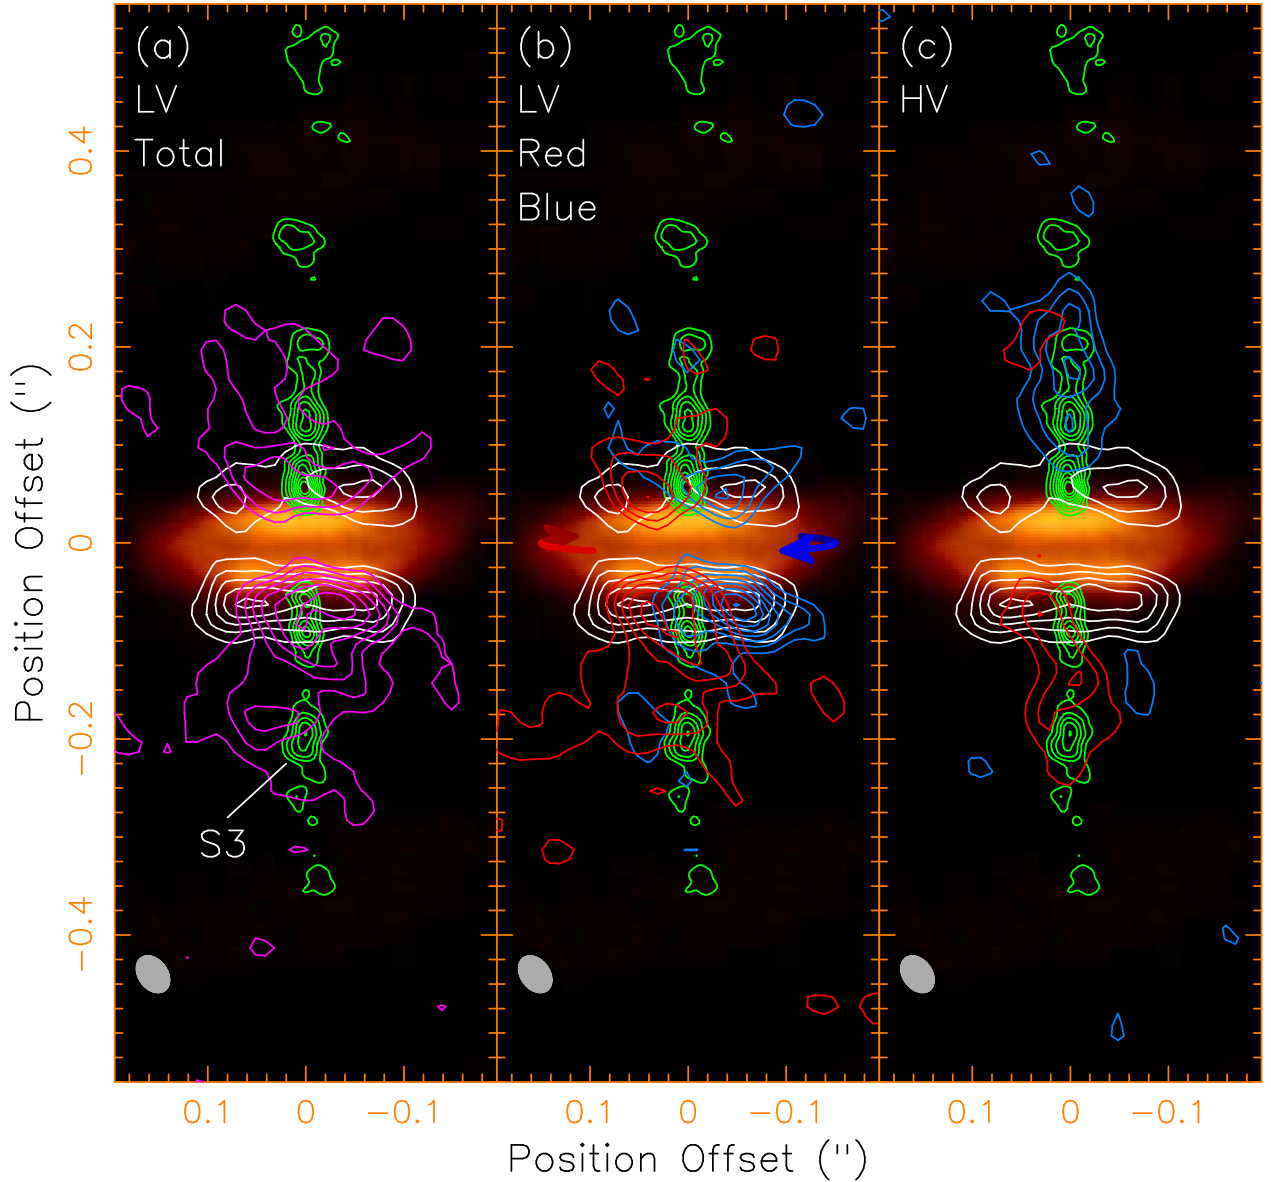 (a)
LV
Total
(b)
LV
Red
Blue
(c)
HV
0.4
0.2
0
−0.2
−0.4
Position Offset ('')
S3
0.1 0 −0.1
0.1 0 −0.1
0.1 0 −0.1
Position Offset ('')